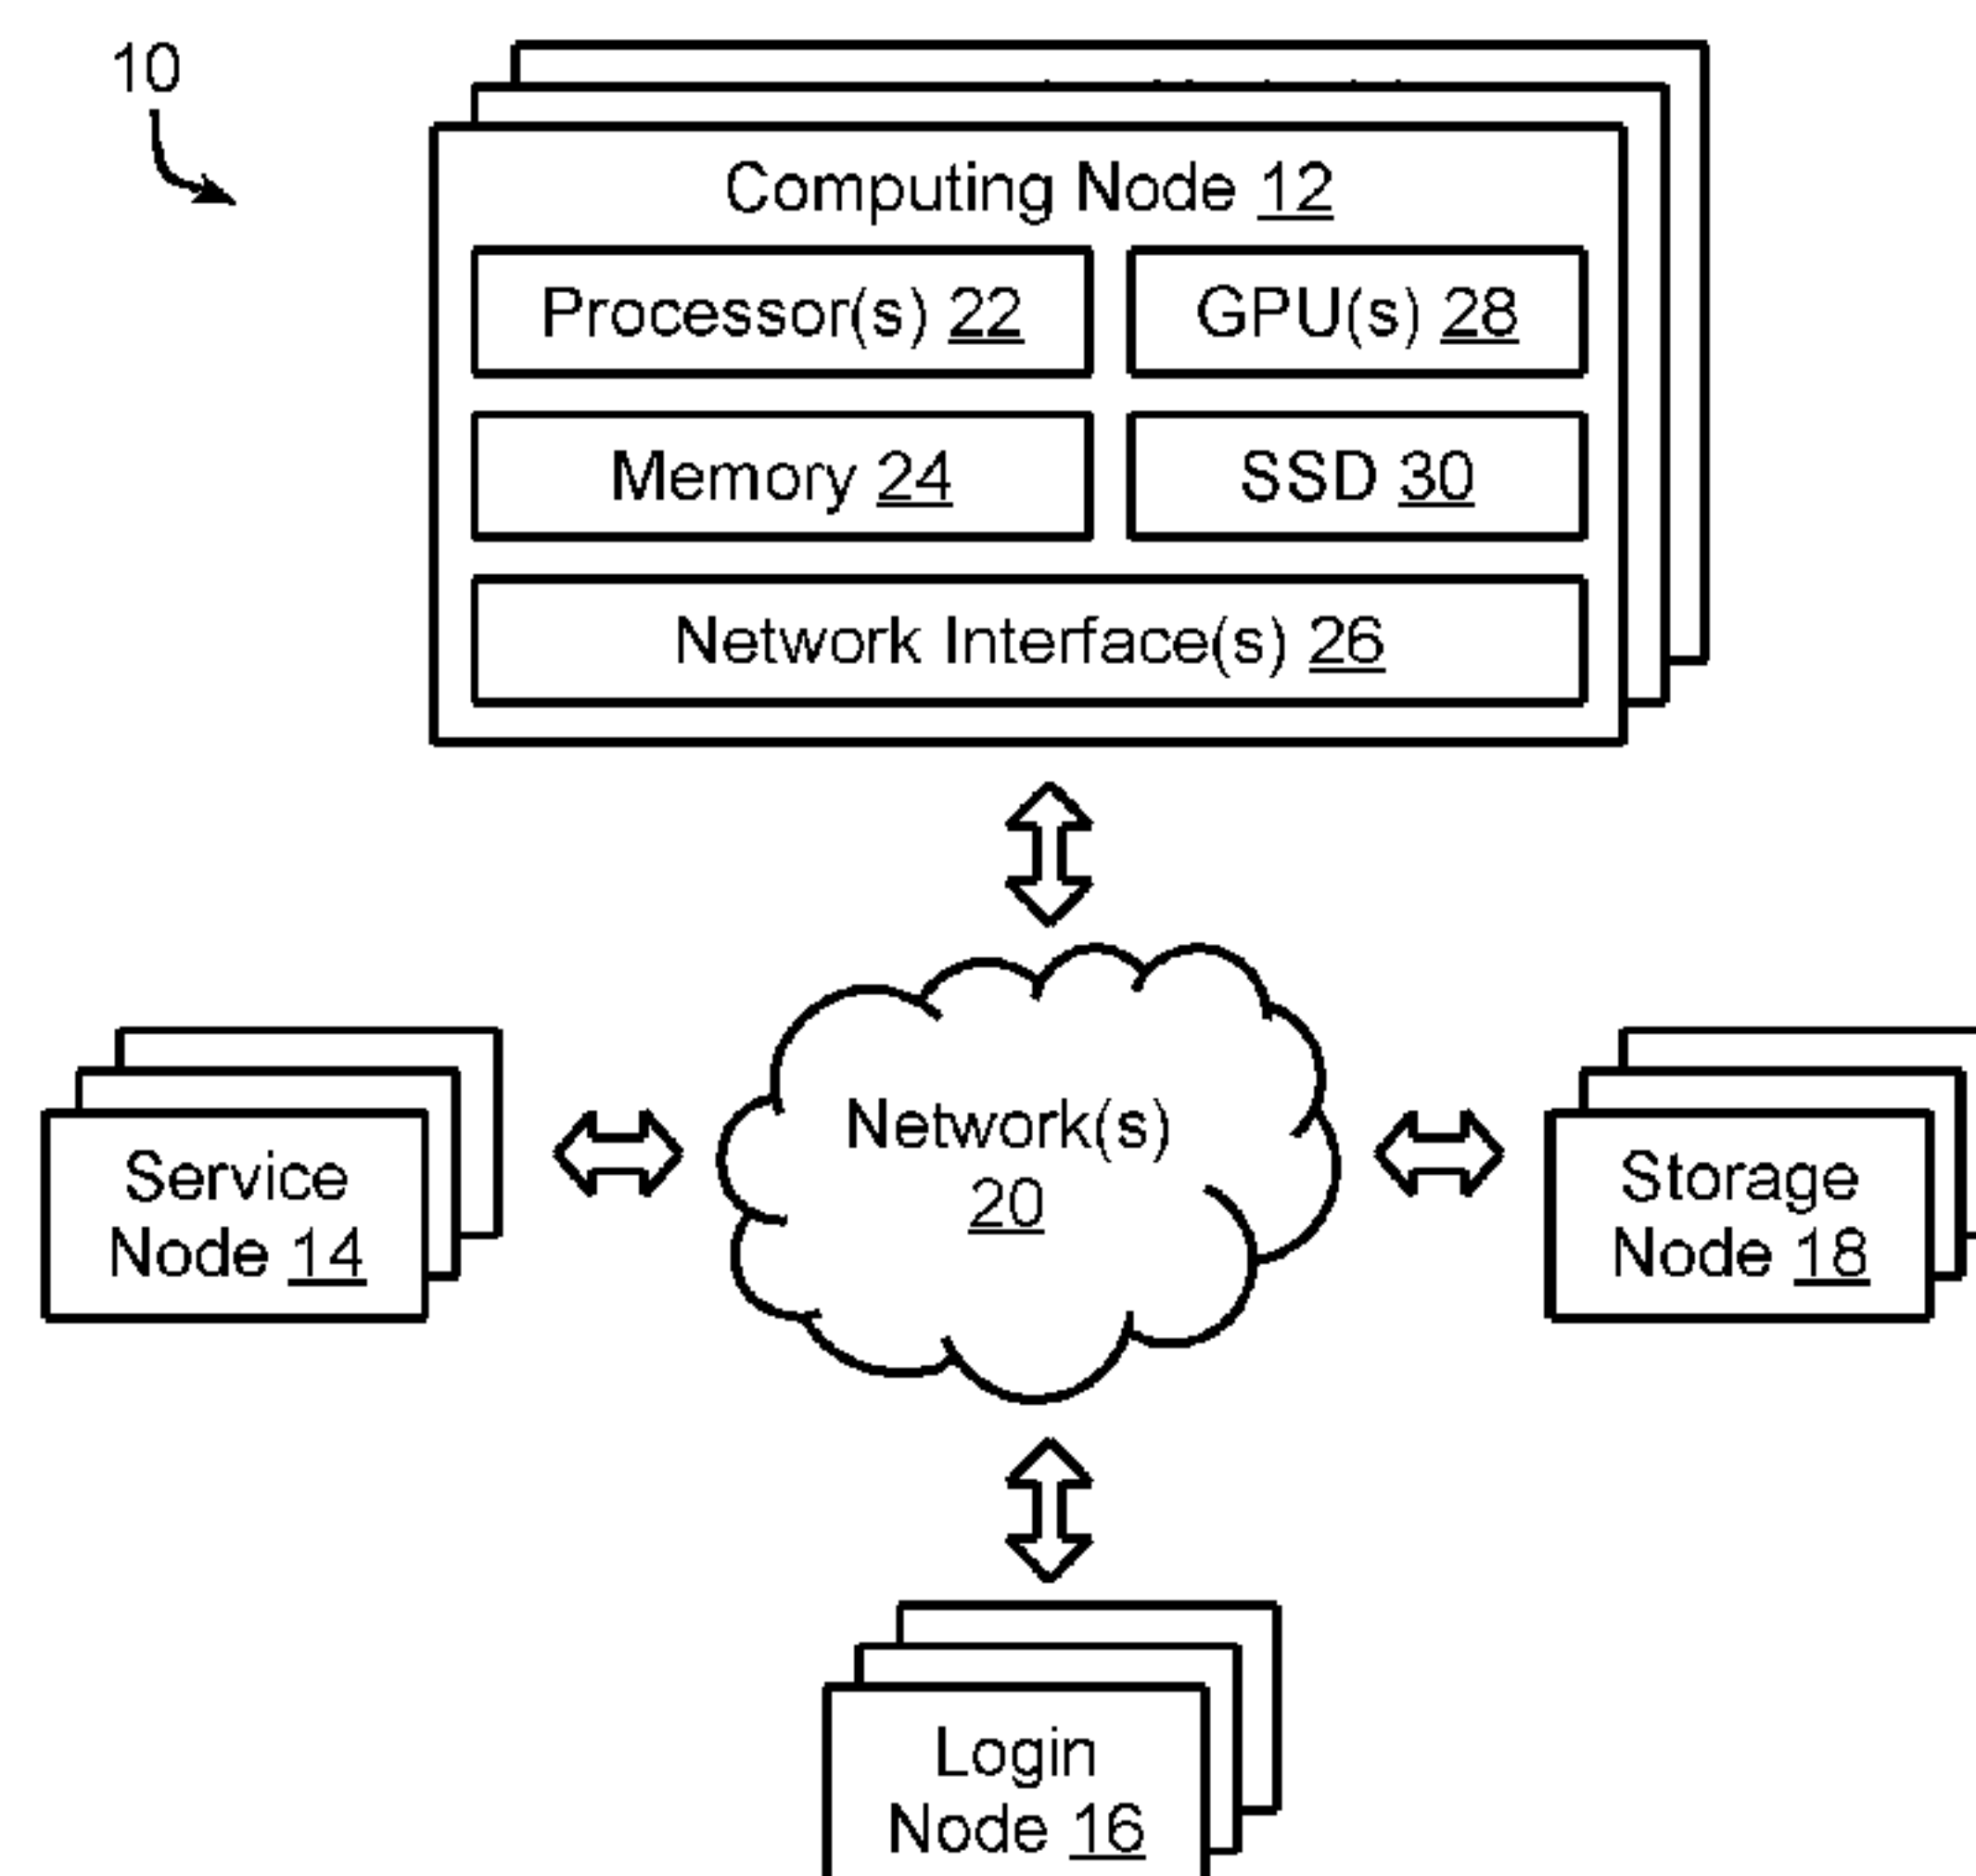 10
Computing Node 12
Processor(s) 22
GPU(s) 28
Memory 24
SSD 30
Network Interface(s) 26
Network(s)
20
Service
Node 14
Storage
Node 18
Login
Node 16